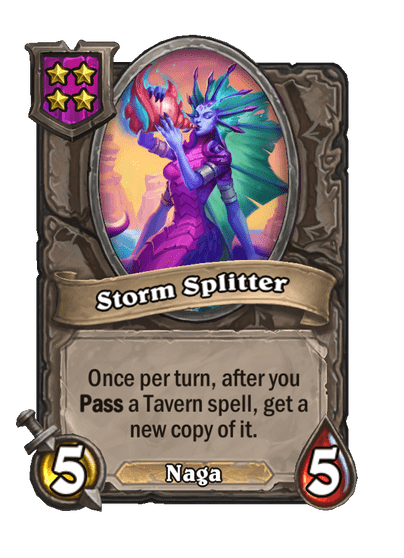 Storm Splitter
Once per turn, after you
Pass a Tavern spell, get a
new copy of it.
5
Naga
5